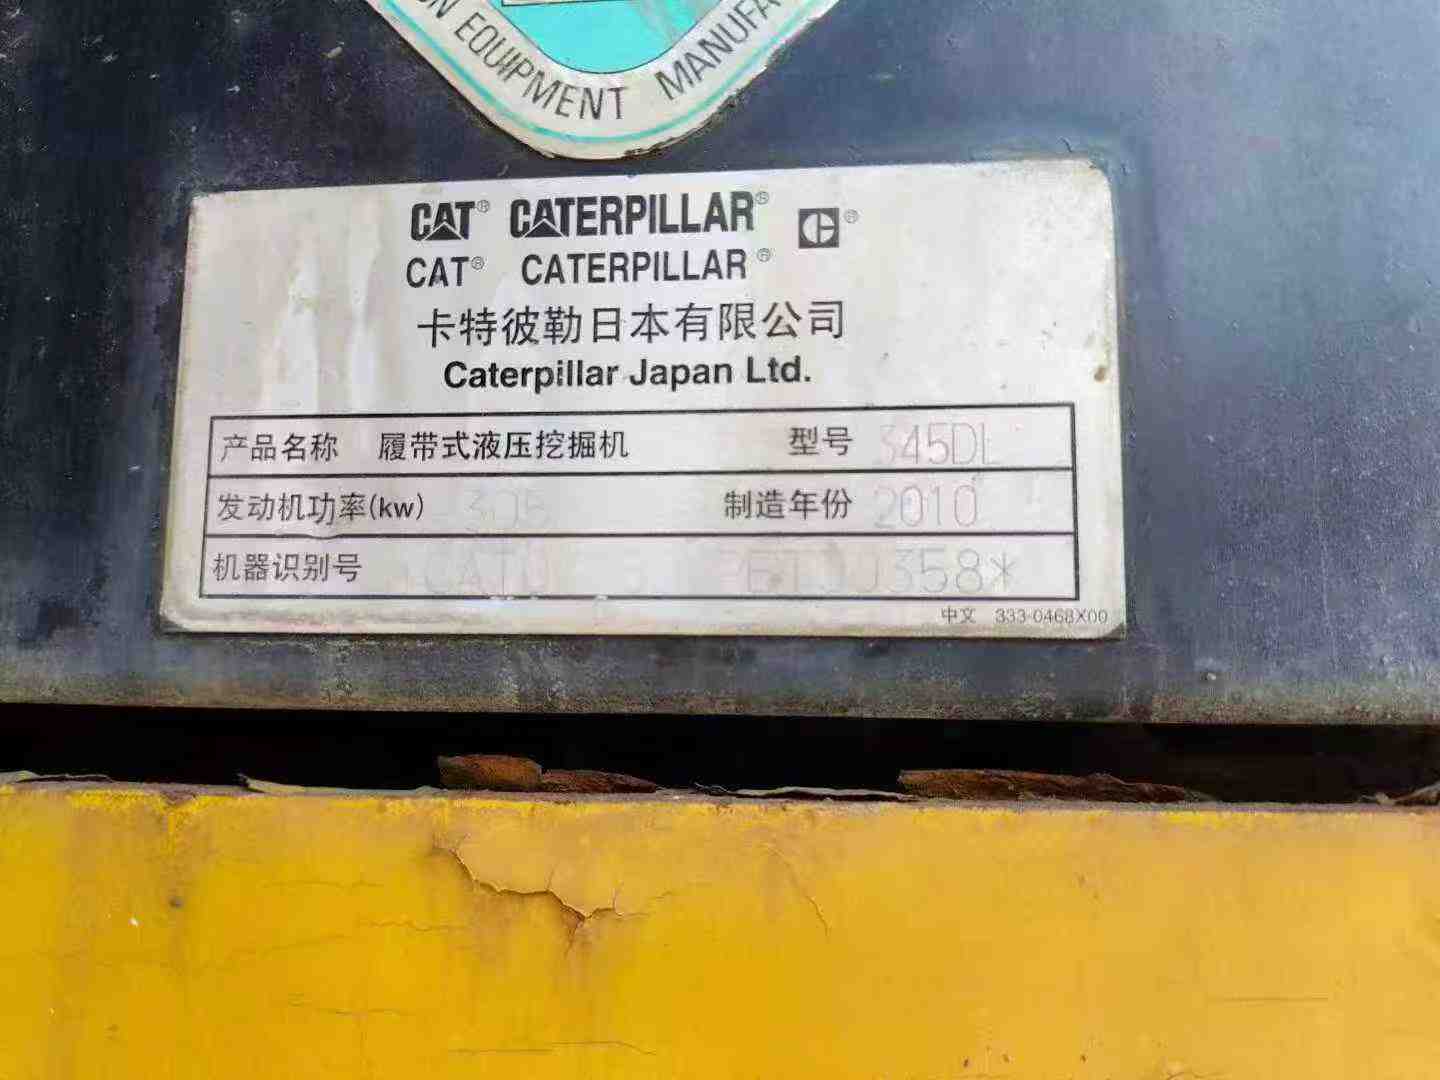 ON EQUIPMENT MANUFA
CAT® CATERPILLAR® ®
CAT® CATERPILLAR®
卡特彼勒日本有限公司
Caterpillar Japan Ltd.
产品名称 履带式液压挖掘机 型号 345DL
发动机功率(kw) 制造年份 2010
机器识别号 358*
中文 333-0468X00